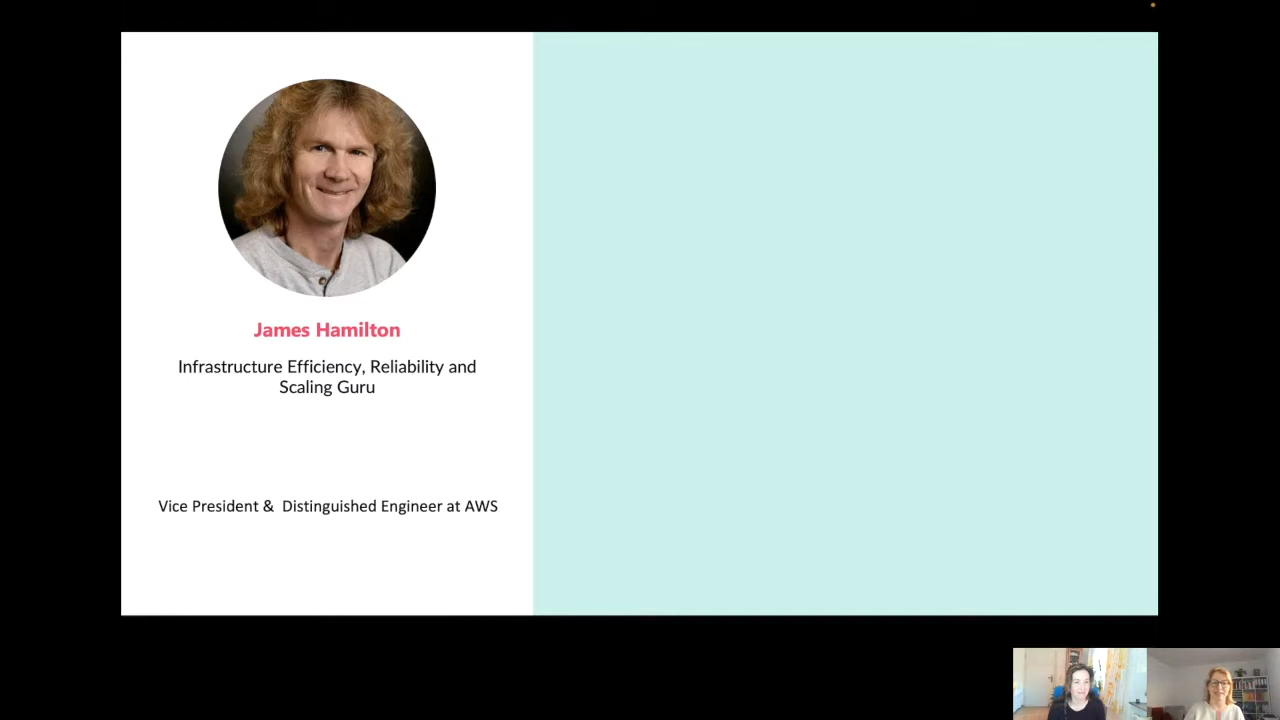 James Hamilton
Infrastructure Efficiency, Reliability and
Scaling Guru
Vice President & Distinguished Engineer at AWS